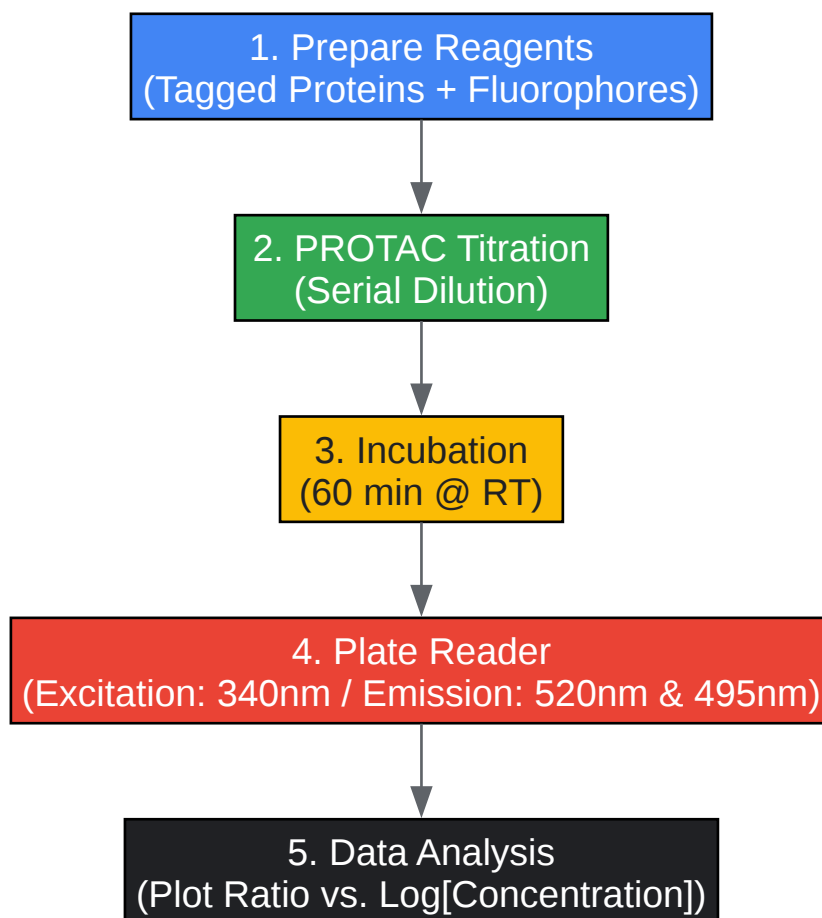 1. Prepare Reagents
(Tagged Proteins + Fluorophores)
2. PROTAC Titration
(Serial Dilution)
3. Incubation
(60 min @ RT)
4. Plate Reader
(Excitation: 340nm / Emission: 520nm & 495nm)
5. Data Analysis
(Plot Ratio vs. Log[Concentration])